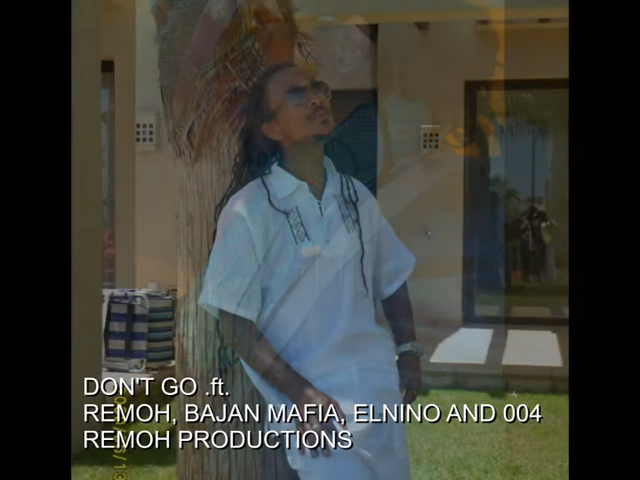 DON'T GO .ft.
REMOH, BAJAN MAFIA, ELNINO AND 004
REMOH PRODUCTIONS